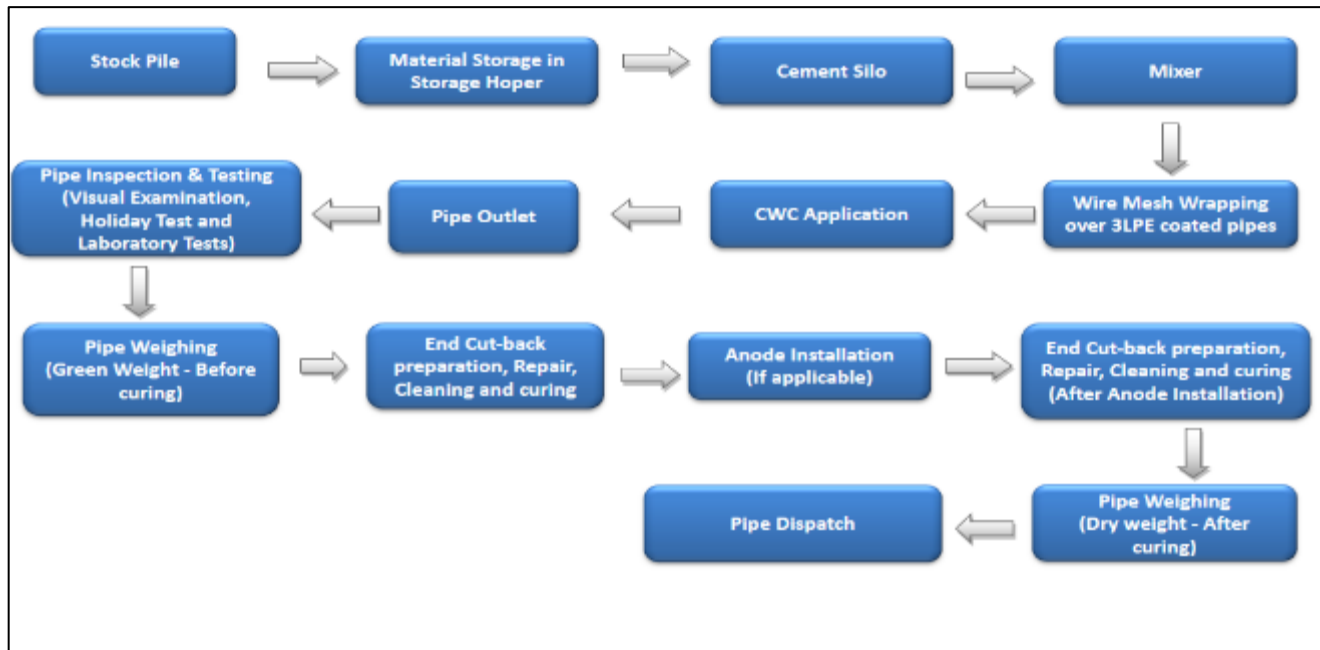 Stock Pile
Material Storage in
Storage Hoper
Cement Silo
Mixer
Wire Mesh Wrapping
over 3LPE coated pipes
CWC Application
Pipe Outlet
Pipe Inspection & Testing
(Visual Examination,
Holiday Test and
Laboratory Tests)
Pipe Weighing
(Green Weight - Before
curing)
End Cut-back
preparation, Repair,
Cleaning and curing
Anode Installation
(If applicable)
End Cut-back preparation,
Repair, Cleaning and curing
(After Anode Installation)
Pipe Weighing
(Dry weight - After
curing)
Pipe Dispatch